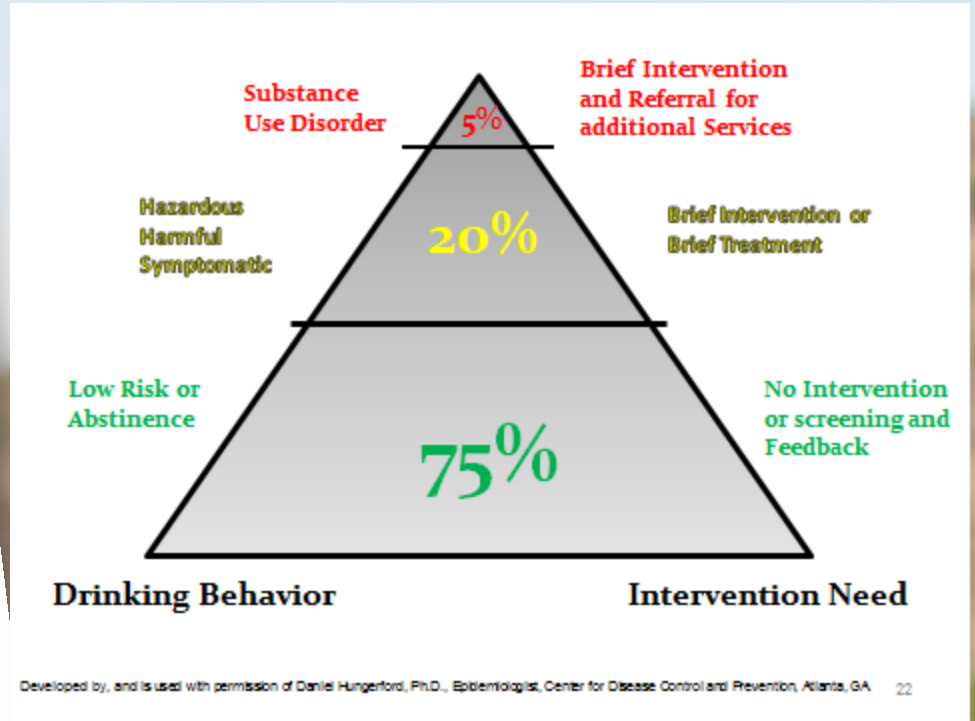 Substance
Use Disorder
5%
Brief Intervention
and Referral for
additional Services
Hazardous
Harmful
Symptomatic
20%
Brief Intervention or
Brief Treatment
Low Risk or
Abstinence
75%
No Intervention
or screening and
Feedback
Drinking Behavior
Intervention Need
Developed by, and is used with permission of Daniel Hungerford, Ph.D., Epidemiologist, Center for Disease Control and Prevention, Atlanta, GA
22